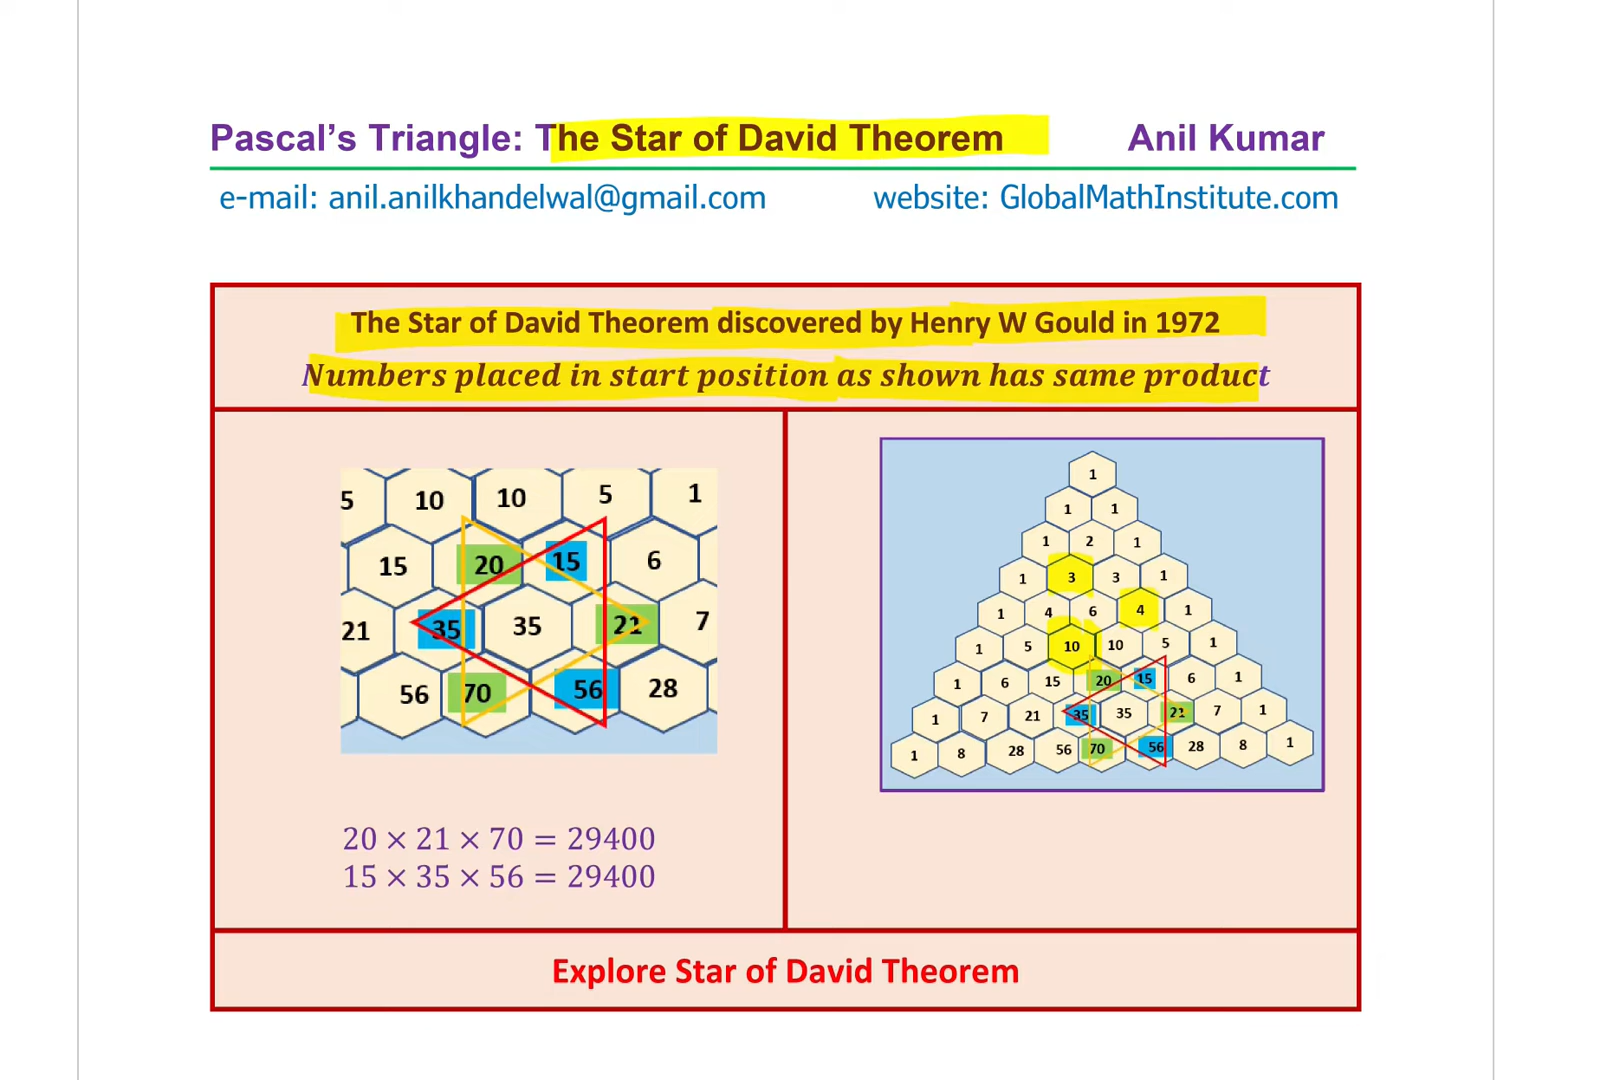 Pascal’s Triangle: The Star of David Theorem Anil Kumar
e-mail: anil.anilkhandelwal@gmail.com website: GlobalMathInstitute.com
The Star of David Theorem discovered by Henry W Gould in 1972
Numbers placed in start position as shown has same product
5 10 10 5 1
15 20 15 6
21 35 35 21 7
56 70 56 28
20 × 21 × 70 = 29400
15 × 35 × 56 = 29400
1
1 1
1 2 1
1 3 3 1
1 4 6 4 1
1 5 10 10 5 1
1 6 15 20 15 6 1
1 7 21 35 35 21 7 1
1 8 28 56 70 56 28 8 1
Explore Star of David Theorem